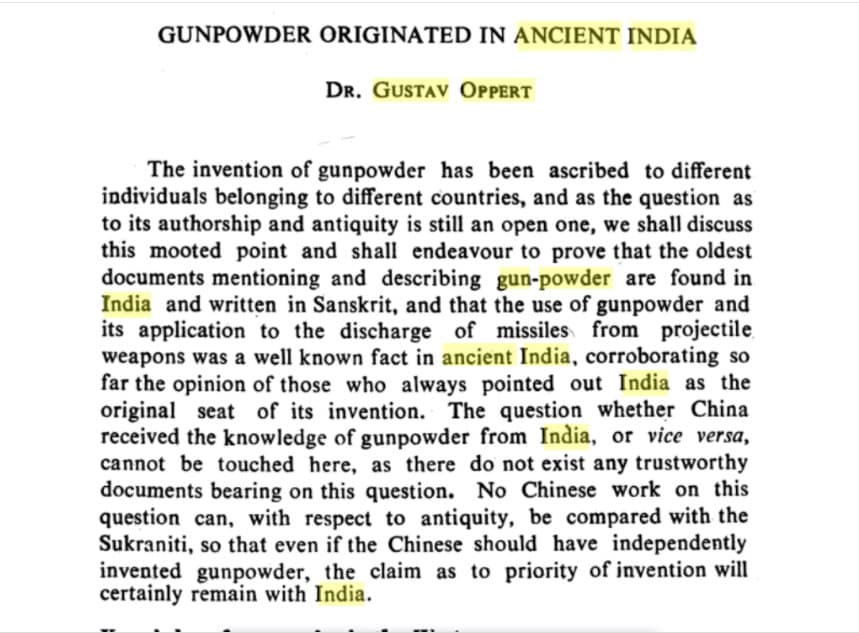 GUNPOWDER ORIGINATED IN ANCIENT INDIA
DR. GUSTAV OPPERT
The invention of gunpowder has been ascribed to different
individuals belonging to different countries, and as the question as
to its authorship and antiquity is still an open one, we shall discuss
this mooted point and shall endeavour to prove that the oldest
documents mentioning and describing gun-powder are found in
India and written in Sanskrit, and that the use of gunpowder and
its application to the discharge of missiles from projectile
weapons was a well known fact in ancient India, corroborating so
far the opinion of those who always pointed out India as the
original seat of its invention. The question whether China
received the knowledge of gunpowder from India, or vice versa,
cannot be touched here, as there do not exist any trustworthy
documents bearing on this question. No Chinese work on this
question can, with respect to antiquity, be compared with the
Sukraniti, so that even if the Chinese should have independently
invented gunpowder, the claim as to priority of invention will
certainly remain with India.